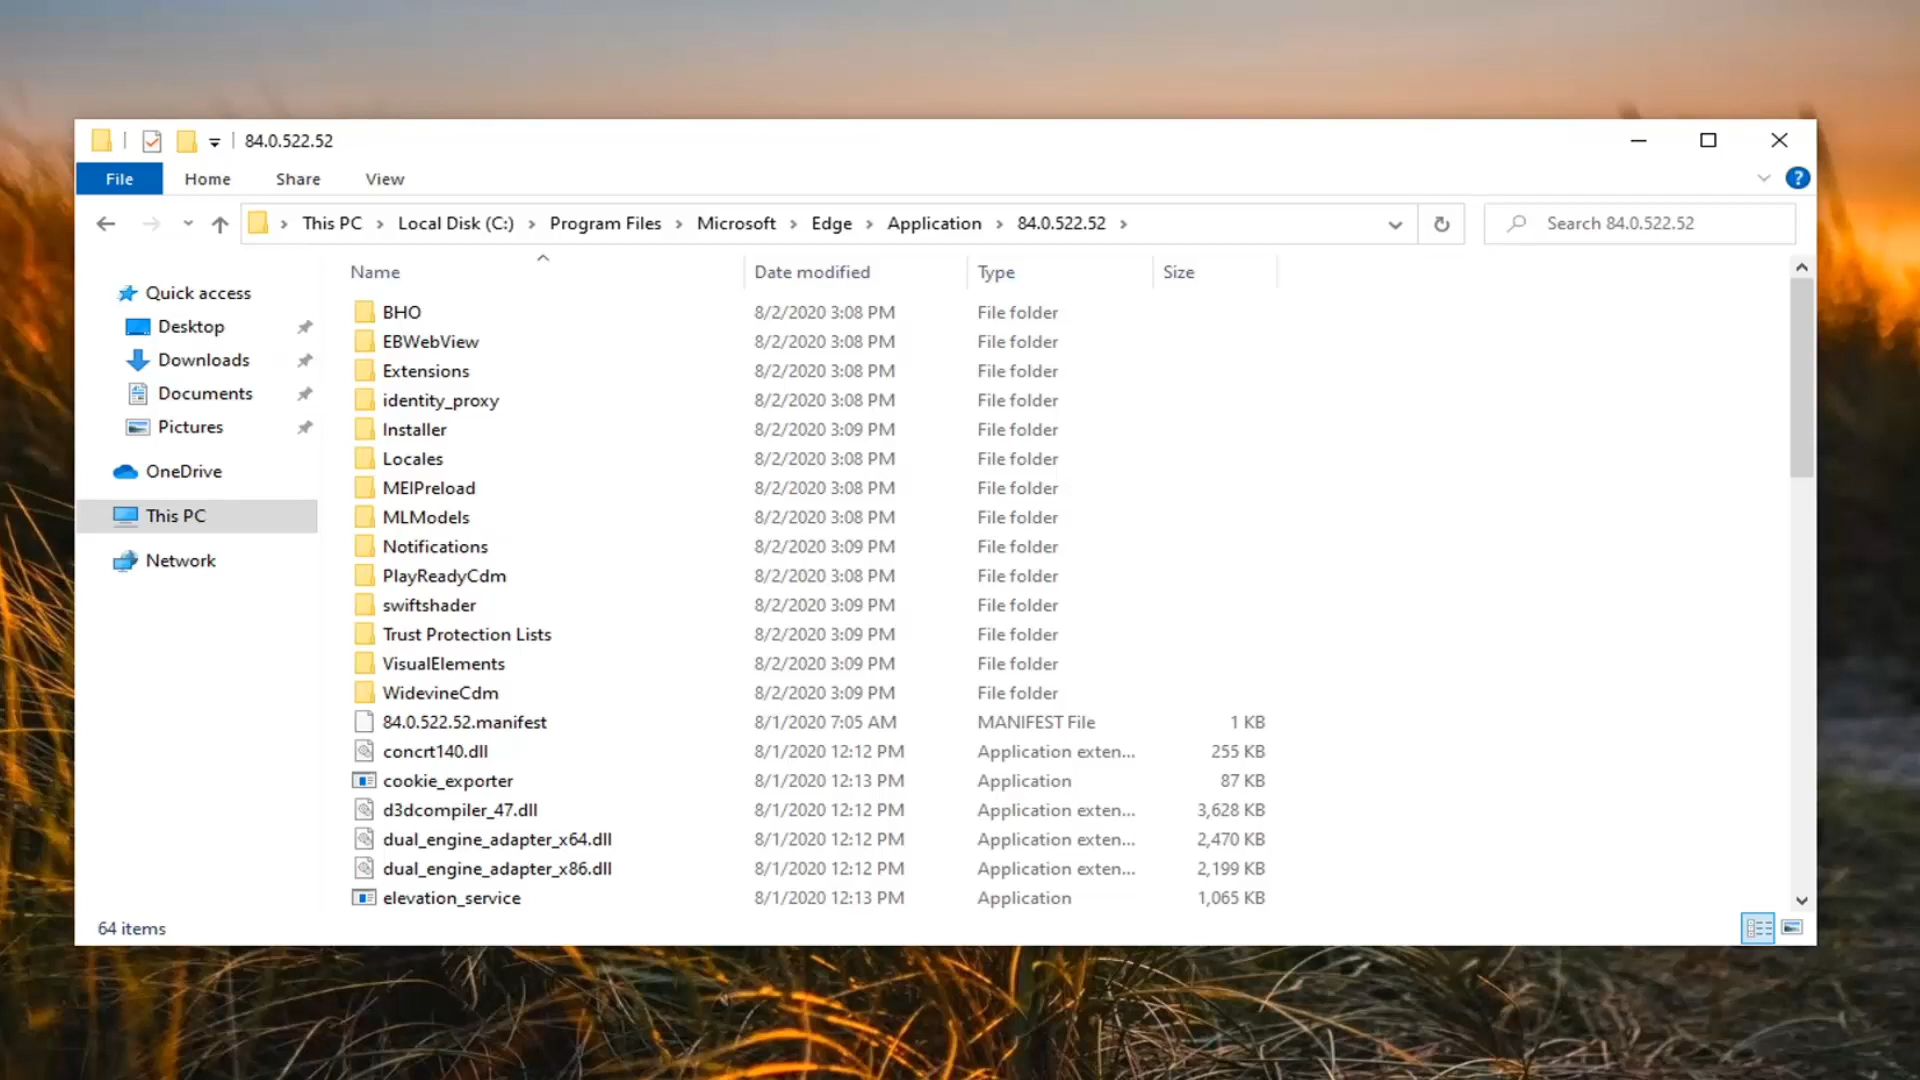 84.0.522.52
File Home Share View
This PC Local Disk (C:) Program Files Microsoft Edge Application 84.0.522.52 Search 84.0.522.52
Name Date modified Type Size
Quick access
Desktop
Downloads
Documents
Pictures
OneDrive
This PC
Network
BHO 8/2/2020 3:08 PM File folder
EBWebView 8/2/2020 3:08 PM File folder
Extensions 8/2/2020 3:08 PM File folder
identity_proxy 8/2/2020 3:08 PM File folder
Installer 8/2/2020 3:09 PM File folder
Locales 8/2/2020 3:08 PM File folder
MEIPreload 8/2/2020 3:08 PM File folder
MLModels 8/2/2020 3:08 PM File folder
Notifications 8/2/2020 3:09 PM File folder
PlayReadyCdm 8/2/2020 3:08 PM File folder
swiftshader 8/2/2020 3:09 PM File folder
Trust Protection Lists 8/2/2020 3:09 PM File folder
VisualElements 8/2/2020 3:09 PM File folder
WidevineCdm 8/2/2020 3:09 PM File folder
84.0.522.52.manifest 8/1/2020 7:05 AM MANIFEST File 1 KB
concrt140.dll 8/1/2020 12:12 PM Application exten... 255 KB
cookie_exporter 8/1/2020 12:13 PM Application 87 KB
d3dcompiler_47.dll 8/1/2020 12:12 PM Application exten... 3,628 KB
dual_engine_adapter_x64.dll 8/1/2020 12:12 PM Application exten... 2,470 KB
dual_engine_adapter_x86.dll 8/1/2020 12:12 PM Application exten... 2,199 KB
elevation_service 8/1/2020 12:13 PM Application 1,065 KB
64 items